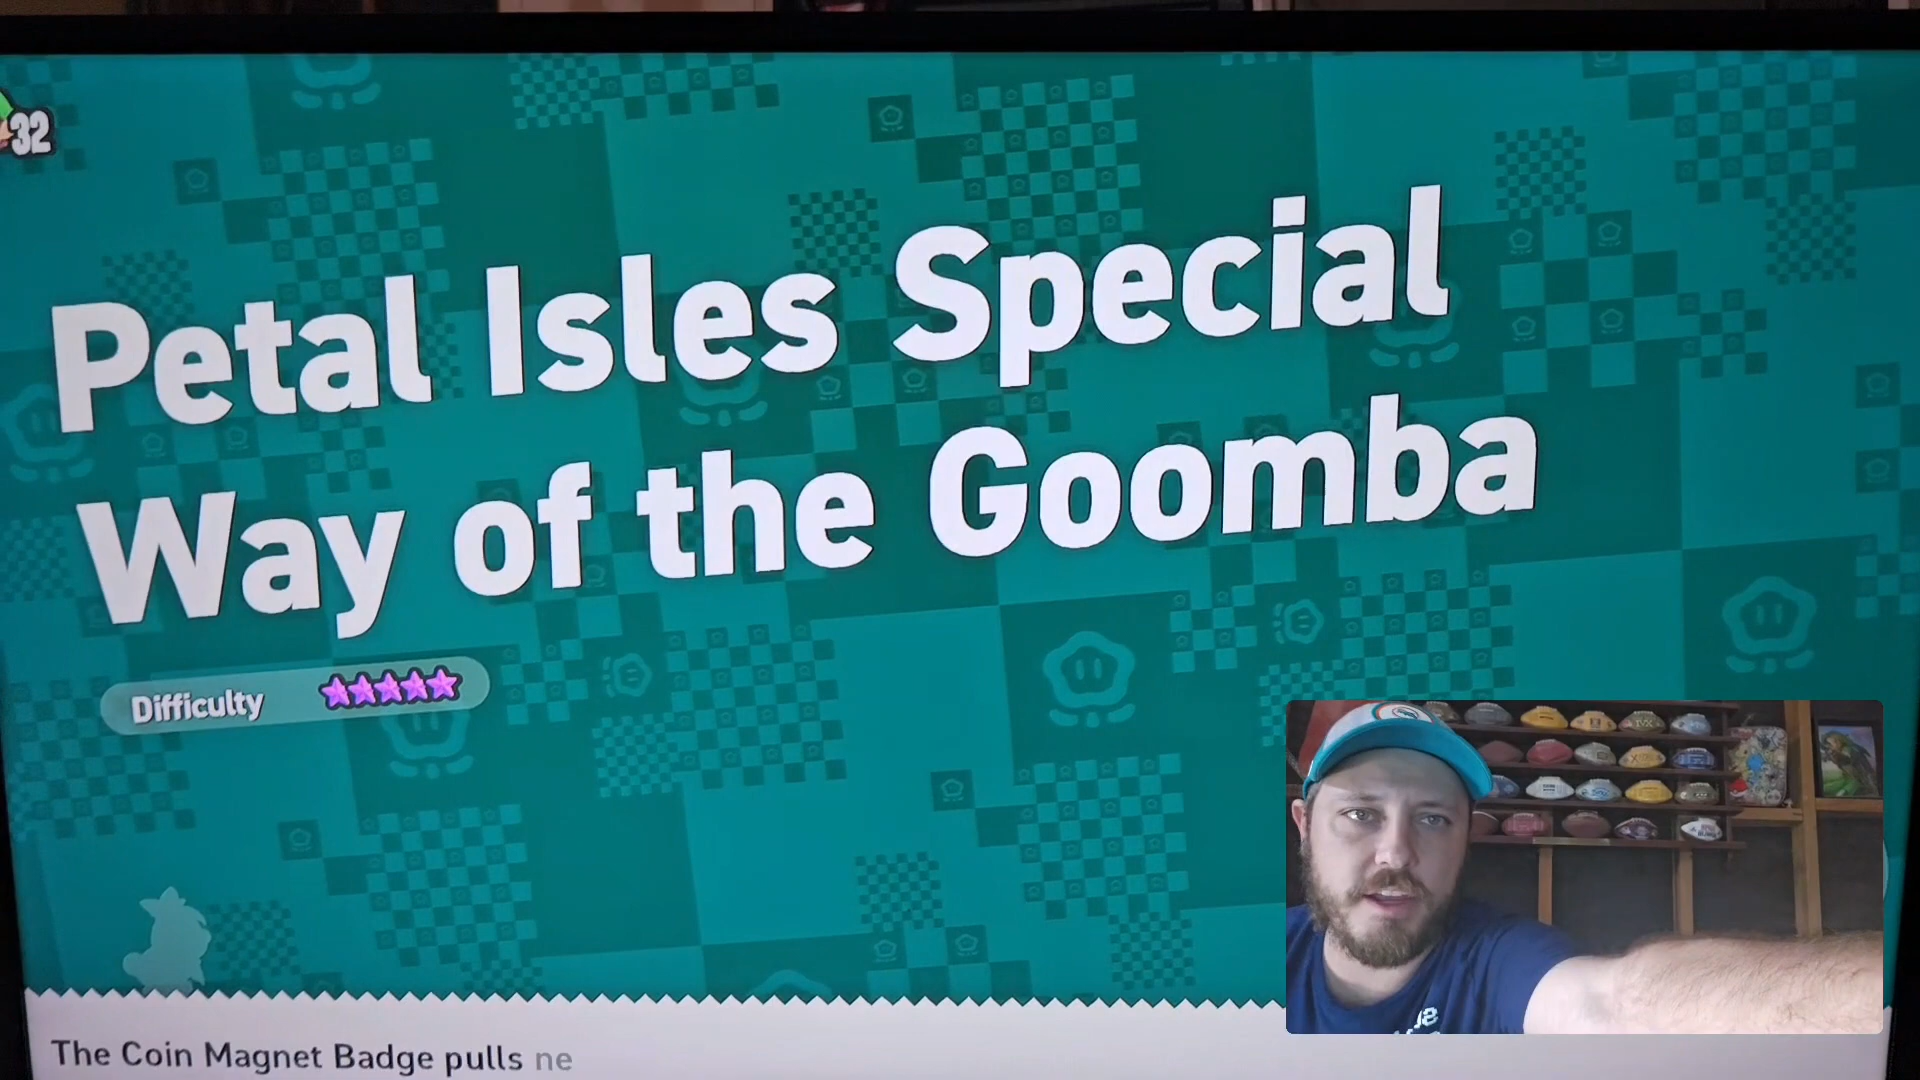 32
Petal Isles Special
Way of the Goomba
Difficulty
The Coin Magnet Badge pulls ne